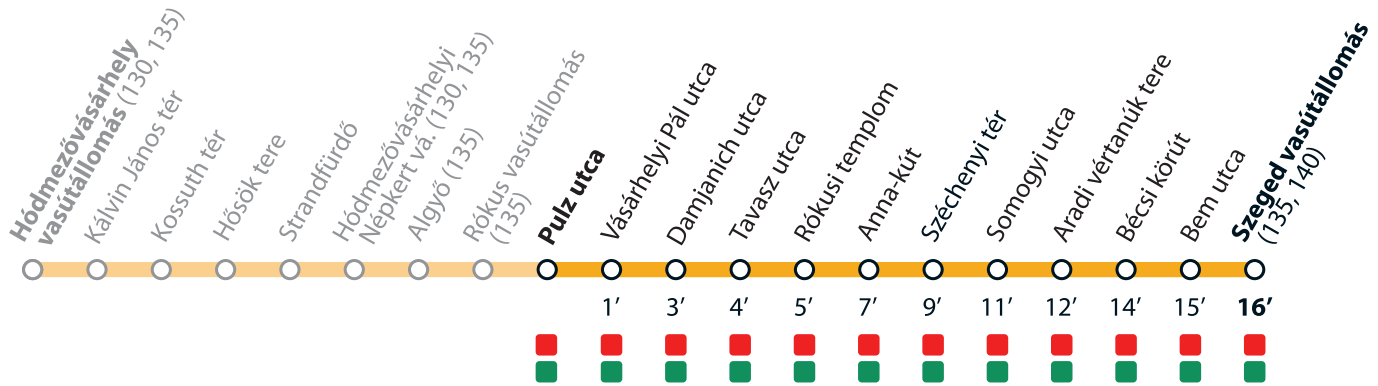 Hódmezővásárhely
vasútállomás (130, 135)
Kálvin János tér
Kossuth tér
Hősök tere
Strandfürdő
Hódmezővásárhelyi
Népkert vá. (130, 135)
Algyő (135)
Rókus vasútállomás
(135)
Pulz utca
Vásárhelyi Pál utca
Damjanich utca
Tavasz utca
Rókusi templom
Anna-kút
Széchenyi tér
Somogyi utca
Aradi vértanúk tere
Bécsi körút
Bem utca
Szeged vasútállomás
(135, 140)
1’ 3’ 4’ 5’ 7’ 9’ 11’ 12’ 14’ 15’ 16’